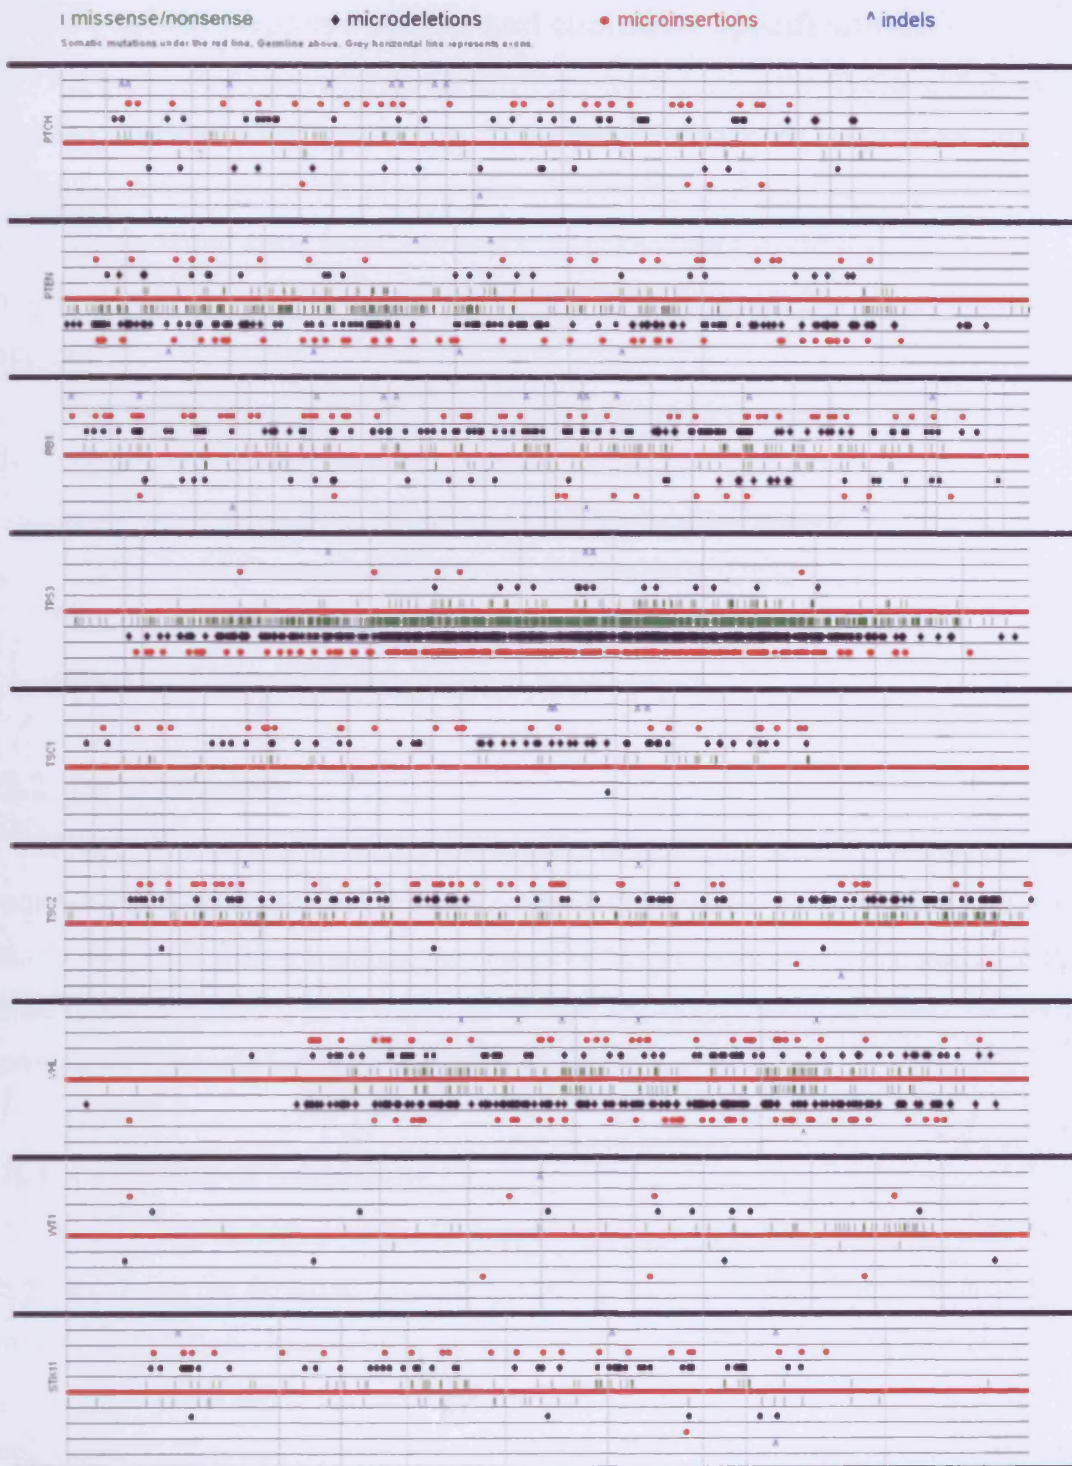 missense/nonsense ♦ microdeletions ● microinsertions ^ indels
Somatic mutations under the red line, Germline above. Grey horizontal line represents exons.
PTCH
PTEN
RB1
TP53
TSC1
TSC2
VHL
WT1
STK11